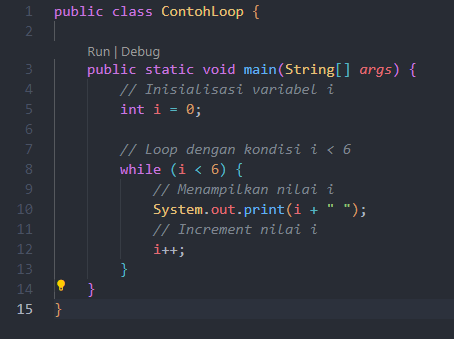 1 public class ContohLoop {
2
Run | Debug
3 public static void main(String[] args) {
4 // Inisialisasi variabel i
5 int i = 0;
6
7 // Loop dengan kondisi i < 6
8 while (i < 6) {
9 // Menampilkan nilai i
10 System.out.print(i + " ");
11 // Increment nilai i
12 i++;
13 }
14 }
15 }